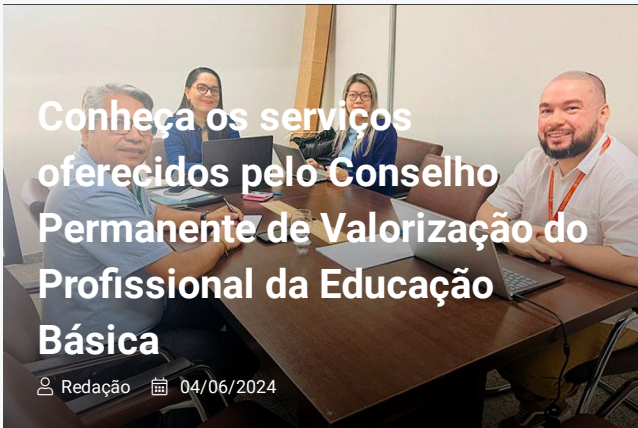 Conheça os serviços
oferecidos pelo Conselho
Permanente de Valorização do
Profissional da Educação
Básica
Redação 04/06/2024